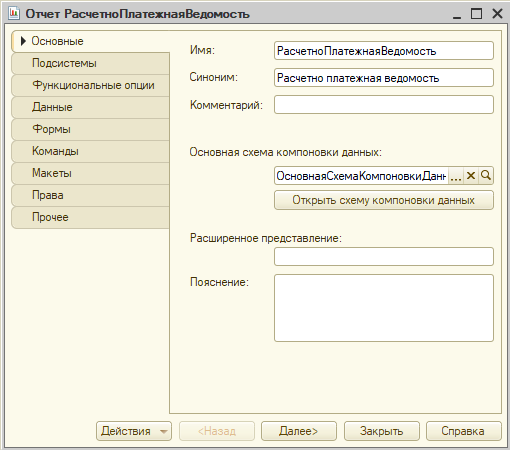 Отчет РасчетноПлатежнаяВедомость
Основные
Подсистемы
Функциональные опции
Данные
Формы
Команды
Макеты
Права
Прочее
Имя: РасчетноПлатежнаяВедомость
Синоним: Расчетно платежная ведомость
Комментарий:
Основная схема компоновки данных:
ОсновнаяСхемаКомпоновкиДанн ...
Открыть схему компоновки данных
Расширенное представление:
Пояснение:
Действия <Назад Далее> Закрыть Справка